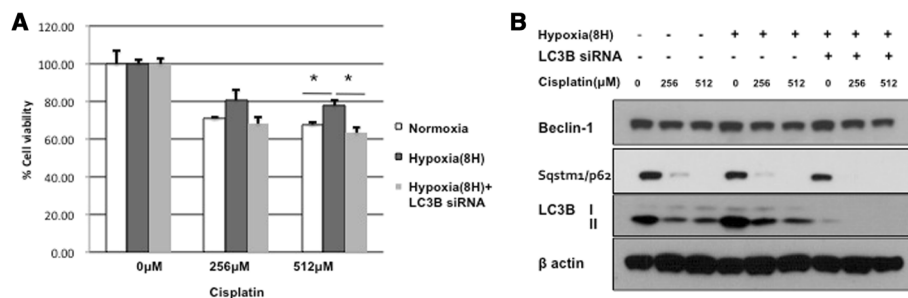 A
120.00
100.00
80.00
60.00
40.00
20.00
0.00
% Cell viability
* *
0µM 256µM 512µM
Cisplatin
Normoxia
Hypoxia(8H)
Hypoxia(8H)+
LC3B siRNA
B
Hypoxia(8H) - - - + + + + + +
LC3B siRNA - - - - - - + + +
Cisplatin(µM) 0 256 512 0 256 512 0 256 512
Beclin-1
Sqstm1/p62
LC3B I
II
β actin